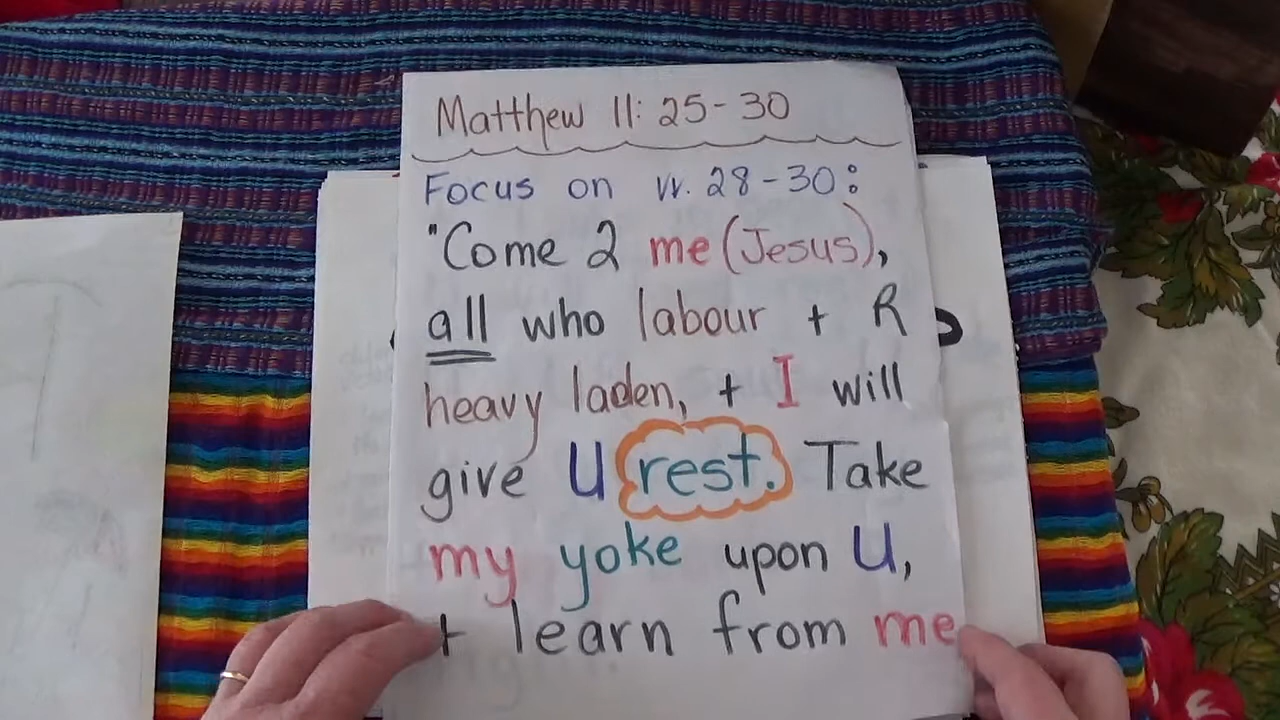 Matthew 11: 25-30
Focus on vv. 28-30:
"Come 2 me (Jesus),
all who labour + R
heavy laden, + I will
give U rest. Take
my yoke upon U,
+ learn from me